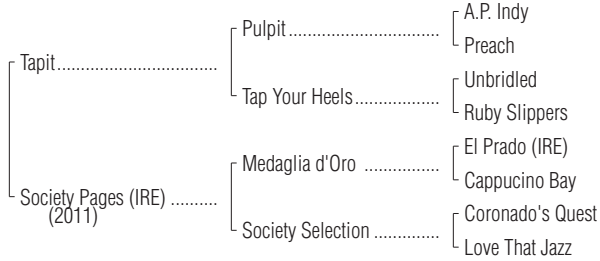 A.P. Indy
Pulpit
Preach
Tapit
Unbridled
Tap Your Heels
Ruby Slippers
El Prado (IRE)
Medaglia d'Oro
Cappucino Bay
Society Pages (IRE)
(2011)
Coronado's Quest
Society Selection
Love That Jazz